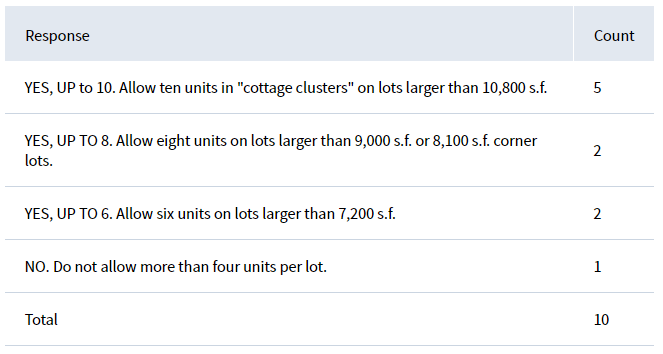 Response Count
YES, UP to 10. Allow ten units in "cottage clusters" on lots larger than 10,800 s.f. 5
YES, UP TO 8. Allow eight units on lots larger than 9,000 s.f. or 8,100 s.f. corner
lots. 2
YES, UP TO 6. Allow six units on lots larger than 7,200 s.f. 2
NO. Do not allow more than four units per lot. 1
Total 10